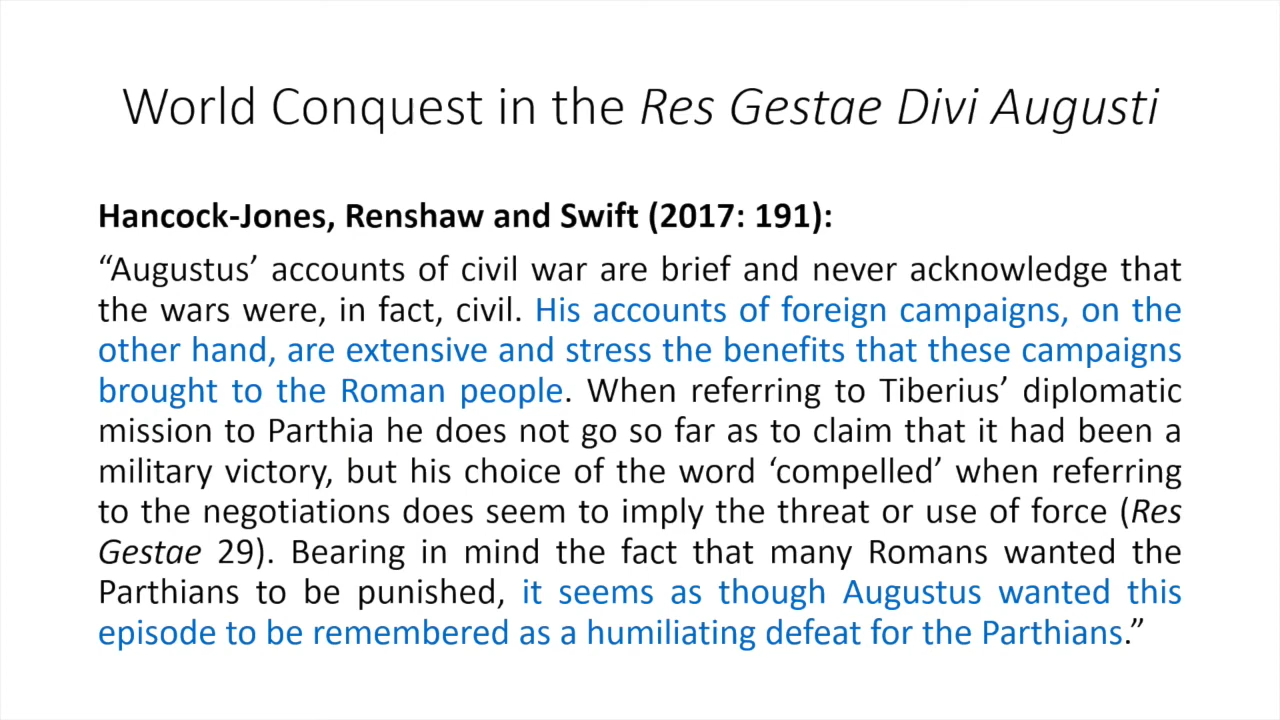 World Conquest in the Res Gestae Divi Augusti
Hancock-Jones, Renshaw and Swift (2017: 191):
“Augustus’ accounts of civil war are brief and never acknowledge that
the wars were, in fact, civil. His accounts of foreign campaigns, on the
other hand, are extensive and stress the benefits that these campaigns
brought to the Roman people. When referring to Tiberius’ diplomatic
mission to Parthia he does not go so far as to claim that it had been a
military victory, but his choice of the word ‘compelled’ when referring
to the negotiations does seem to imply the threat or use of force (Res
Gestae 29). Bearing in mind the fact that many Romans wanted the
Parthians to be punished, it seems as though Augustus wanted this
episode to be remembered as a humiliating defeat for the Parthians.”